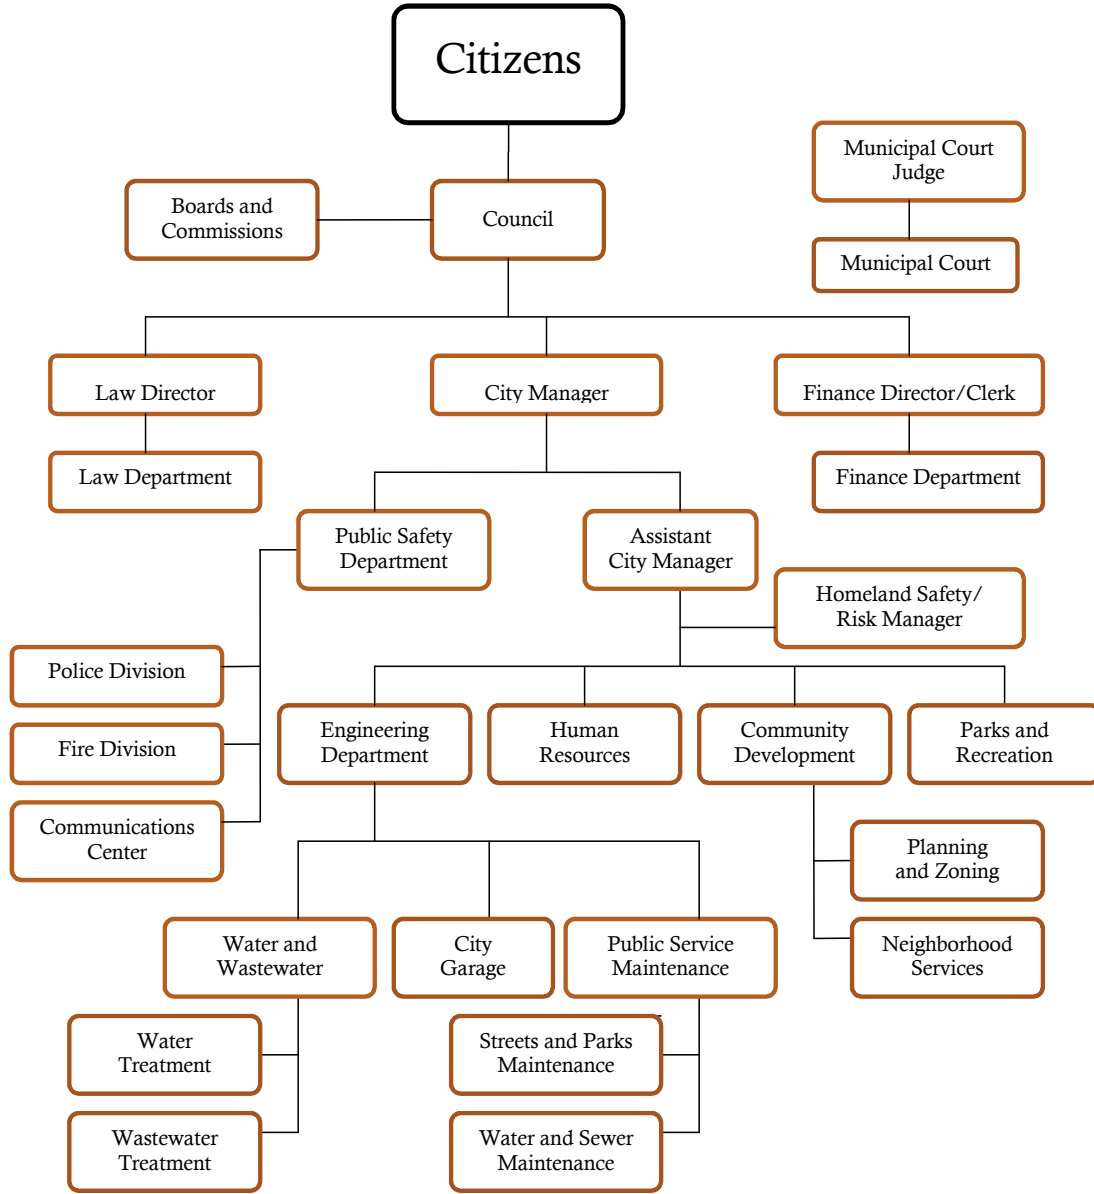 Citizens
Municipal Court
Judge
Boards and
Commissions
Council
Municipal Court
Law Director
City Manager
Finance Director/Clerk
Law Department
Finance Department
Public Safety
Department
Assistant
City Manager
Homeland Safety/
Risk Manager
Police Division
Fire Division
Communications
Center
Engineering
Department
Human
Resources
Community
Development
Parks and
Recreation
Planning
and Zoning
Neighborhood
Services
Water and
Wastewater
City
Garage
Public Service
Maintenance
Water
Treatment
Streets and Parks
Maintenance
Wastewater
Treatment
Water and Sewer
Maintenance